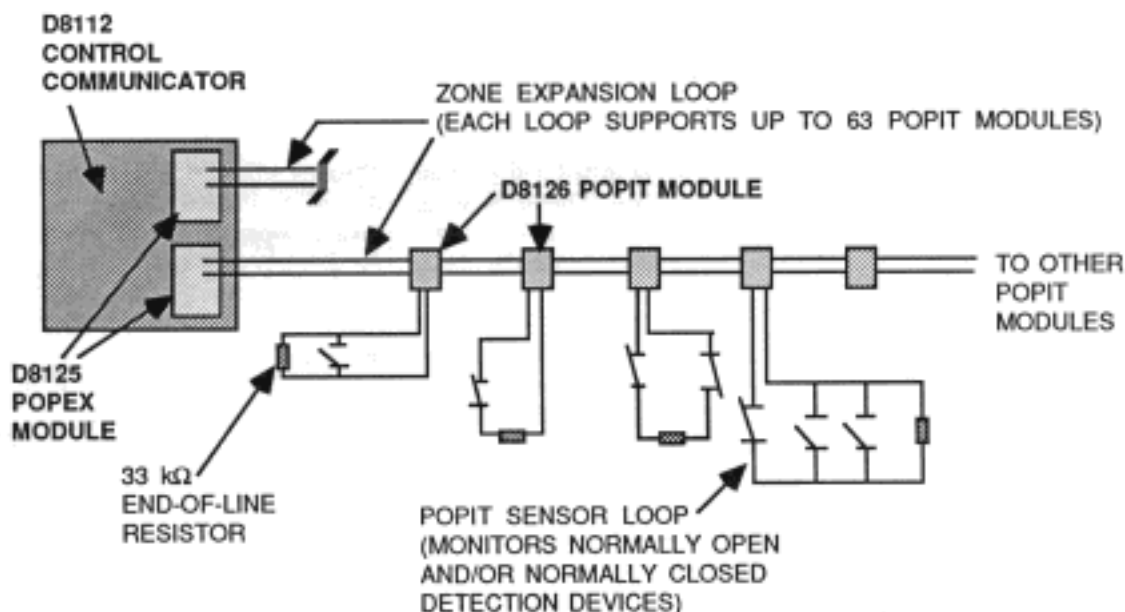 D8112
CONTROL
COMMUNICATOR
ZONE EXPANSION LOOP
(EACH LOOP SUPPORTS UP TO 63 POPIT MODULES)
D8126 POPIT MODULE
TO OTHER
POPIT
MODULES
D8125
POPEX
MODULE
33 kΩ
END-OF-LINE
RESISTOR
POPIT SENSOR LOOP
(MONITORS NORMALLY OPEN
AND/OR NORMALLY CLOSED
DETECTION DEVICES)